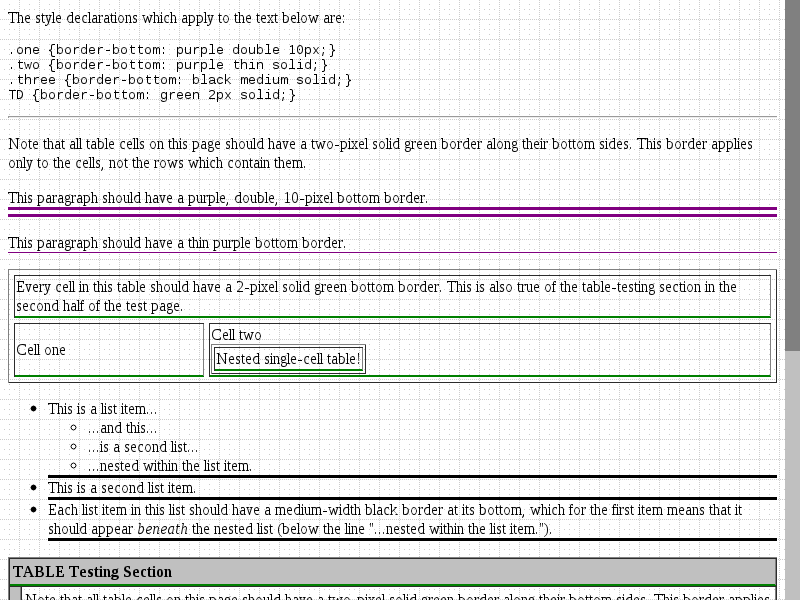 The style declarations which apply to the text below are:
.one {border-bottom: purple double 10px;}
.two {border-bottom: purple thin solid;}
.three {border-bottom: black medium solid;}
TD {border-bottom: green 2px solid;}
Note that all table cells on this page should have a two-pixel solid green border along their bottom sides. This border applies
only to the cells, not the rows which contain them.
This paragraph should have a purple, double, 10-pixel bottom border.
This paragraph should have a thin purple bottom border.
Every cell in this table should have a 2-pixel solid green bottom border. This is also true of the table-testing section in the
second half of the test page.
Cell one
Cell two
Nested single-cell table!
This is a list item...
...and this...
...is a second list...
...nested within the list item.
This is a second list item.
Each list item in this list should have a medium-width black border at its bottom, which for the first item means that it
should appear beneath the nested list (below the line "...nested within the list item.").
TABLE Testing Section
Note that all table cells on this page should have a two-pixel solid green border along their bottom sides. This border applies